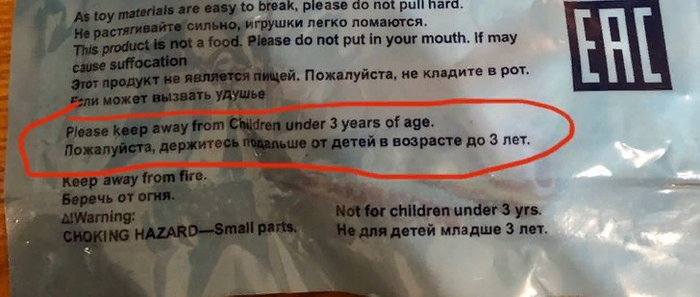 As toy materials are easy to break, please do not pull hard.
Не растягивайте сильно, игрушки легко ломаются.
This product is not a food. Please do not put in your mouth. If may
cause suffocation
Этот продукт не является пищей. Пожалуйста, не кладите в рот.
Если может вызвать удушье
Please keep away from Children under 3 years of age.
Пожалуйста, держитесь подальше от детей в возрасте до 3 лет.
Keep away from fire.
Беречь от огня.
⚠!Warning:
CHOKING HAZARD—Small parts.
Not for children under 3 yrs.
Не для детей младше 3 лет.
EAC